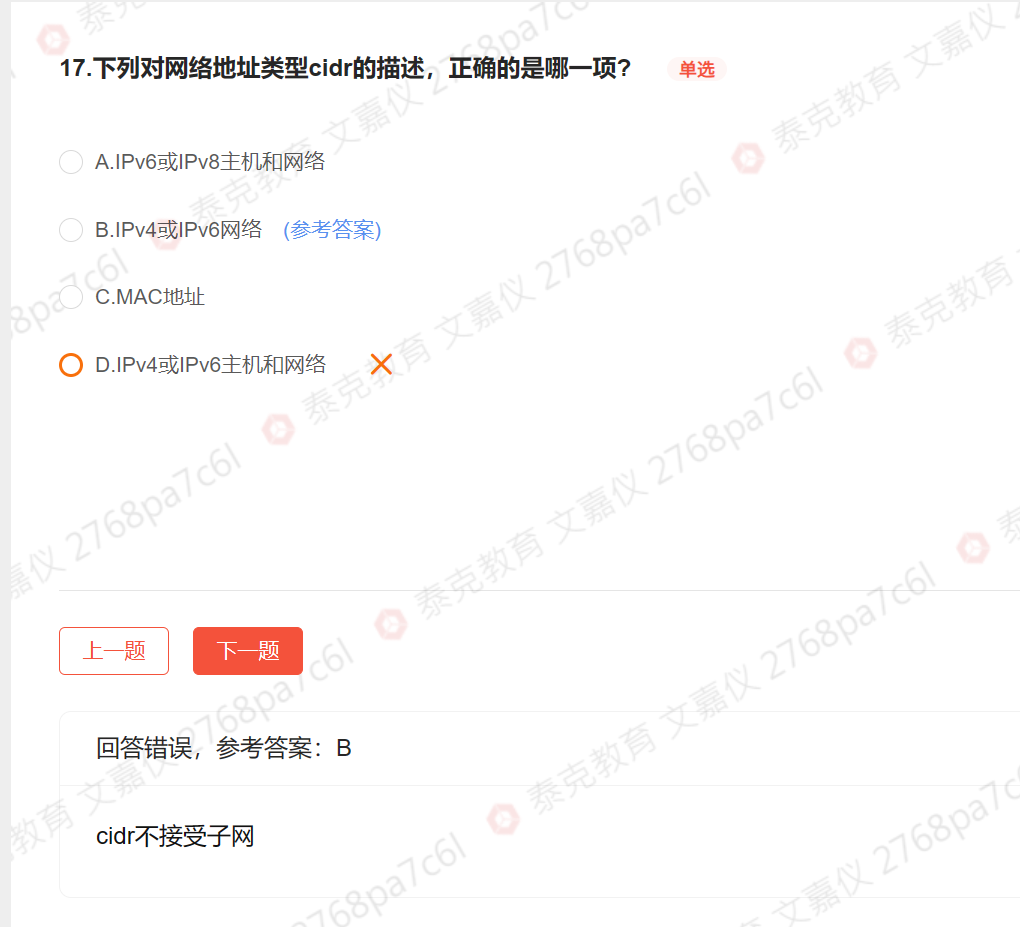 17.下列对网络地址类型cidr的描述，正确的是哪一项?
单选
A.IPv6或IPv8主机和网络
B.IPv4或IPv6网络 (参考答案)
C.MAC地址
D.IPv4或IPv6主机和网络
上一题
下一题
回答错误，参考答案：B
cidr不接受子网
泰克教育 文嘉仪 2768pa7c6l